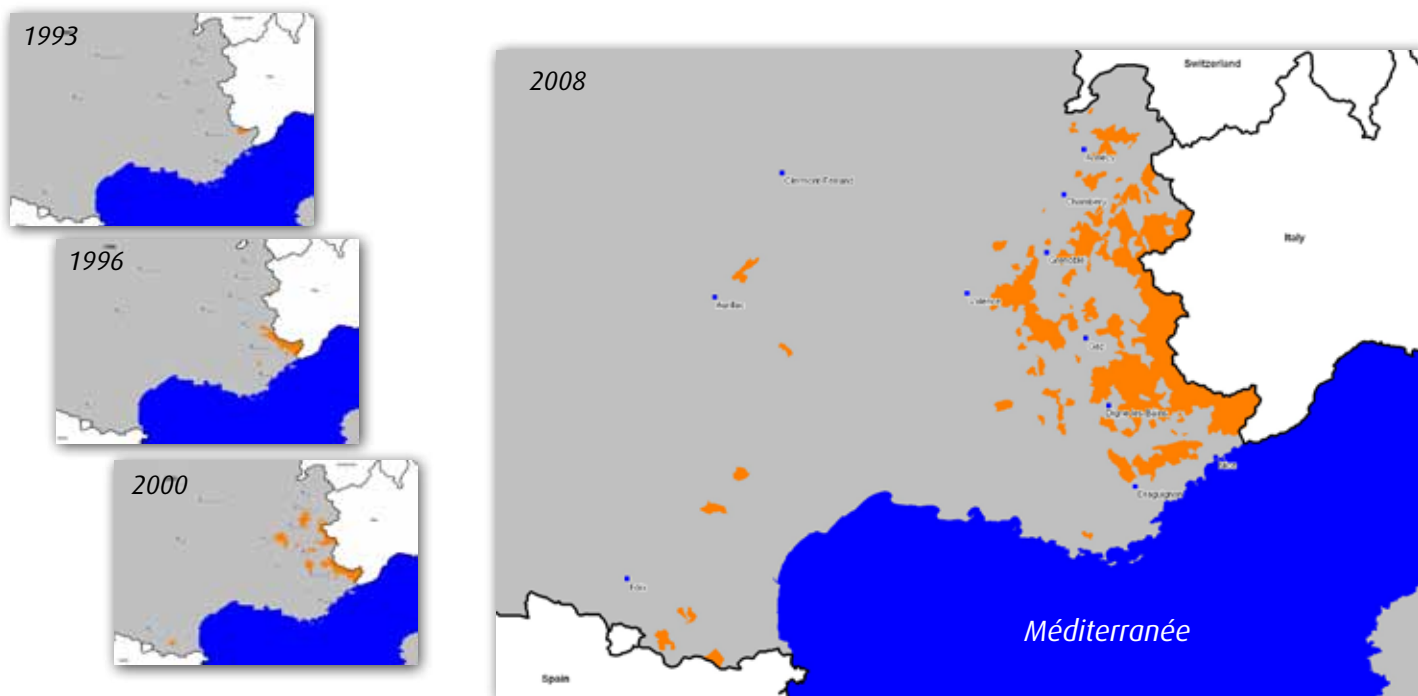 1993
1996
2000
2008
Switzerland
Annecy
Clermont-Ferrand
Chambéry
Italy
Grenoble
Aurillac
Valence
Gap
Digne-les-Bains
Nice
Draguignan
Foix
Méditerranée
Spain